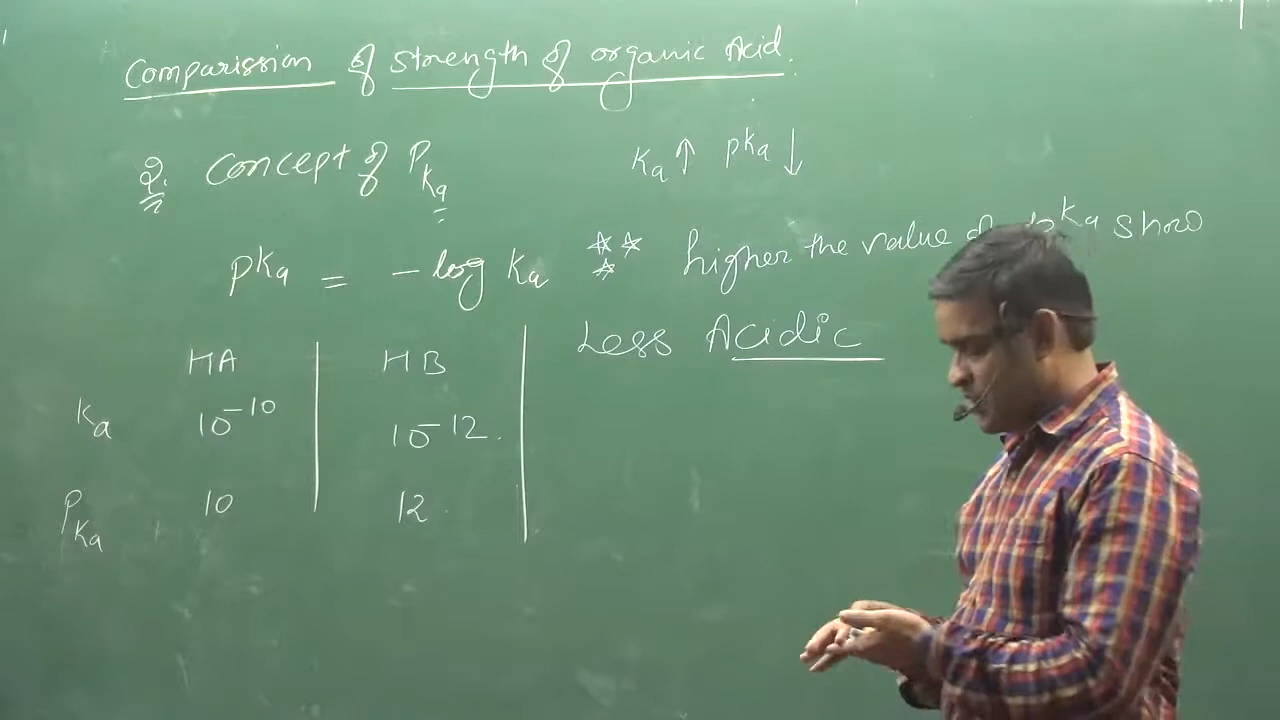 Comparission of strength of organic Acid.
Q. Concept of PKa
Ka↑ pKa↓
pKa = - log Ka
higher the value pKa show
Less Acidic
HA HB
Ka 10-10 10-12.
PKa 10 12